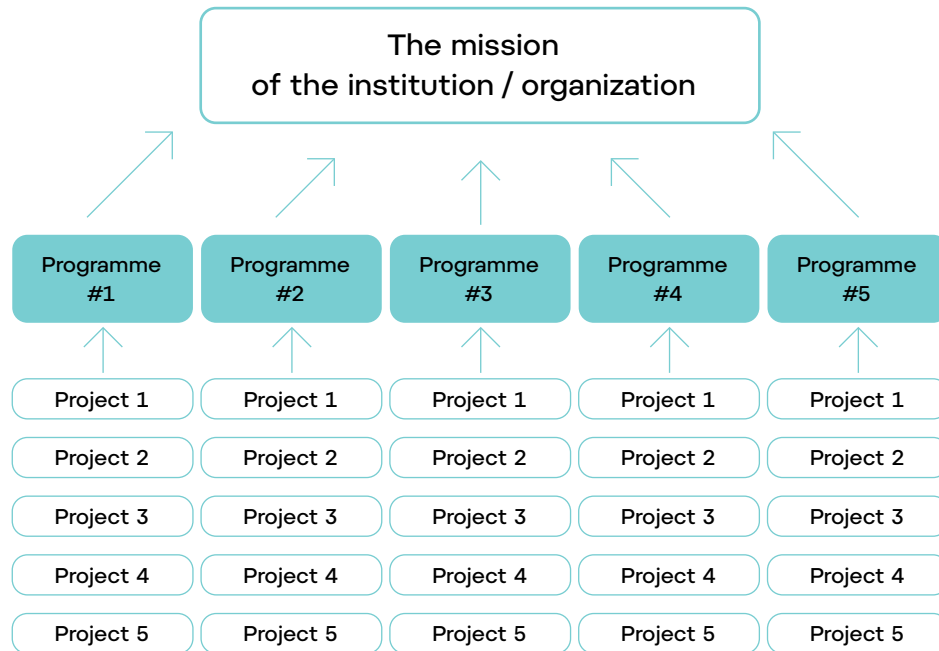 The mission
of the institution / organization
Programme
#1
Programme
#2
Programme
#3
Programme
#4
Programme
#5
Project 1
Project 1
Project 1
Project 1
Project 1
Project 2
Project 2
Project 2
Project 2
Project 2
Project 3
Project 3
Project 3
Project 3
Project 3
Project 4
Project 4
Project 4
Project 4
Project 4
Project 5
Project 5
Project 5
Project 5
Project 5